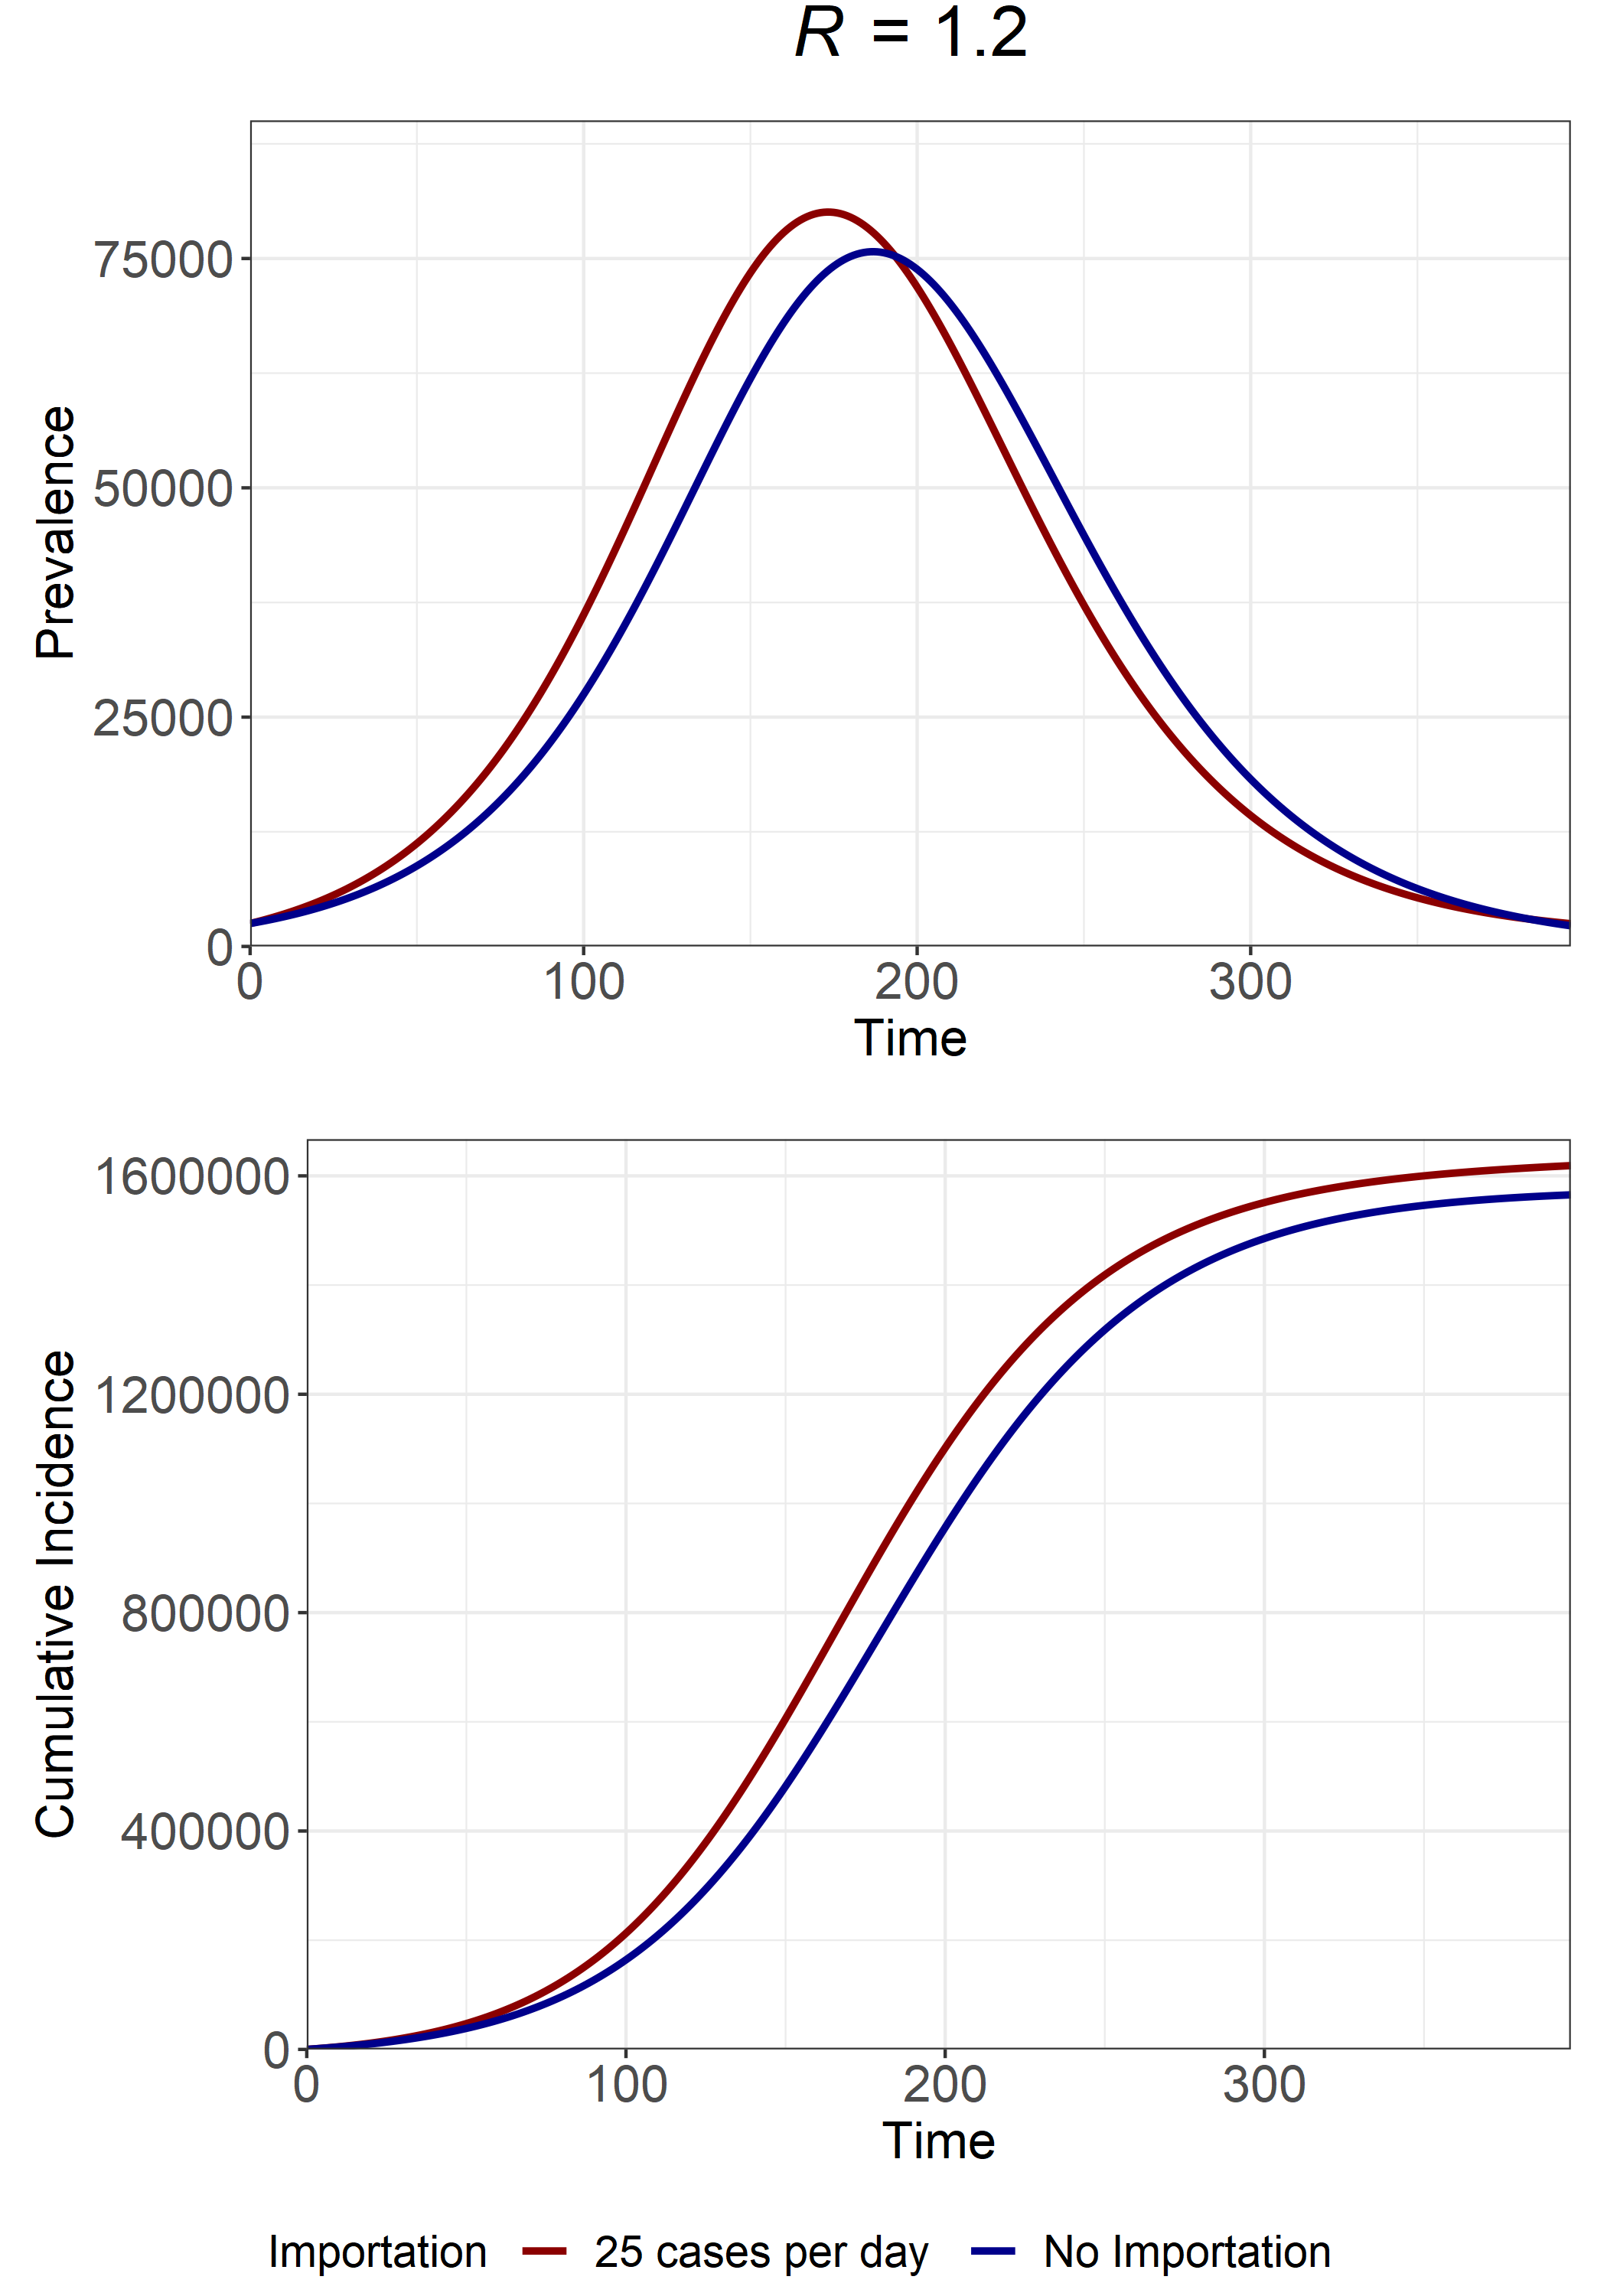 R = 1.2
Prevalence
75000
50000
25000
0
0 100 200 300
Time
Cumulative Incidence
1600000
1200000
800000
400000
0
0 100 200 300
Time
Importation 25 cases per day No Importation